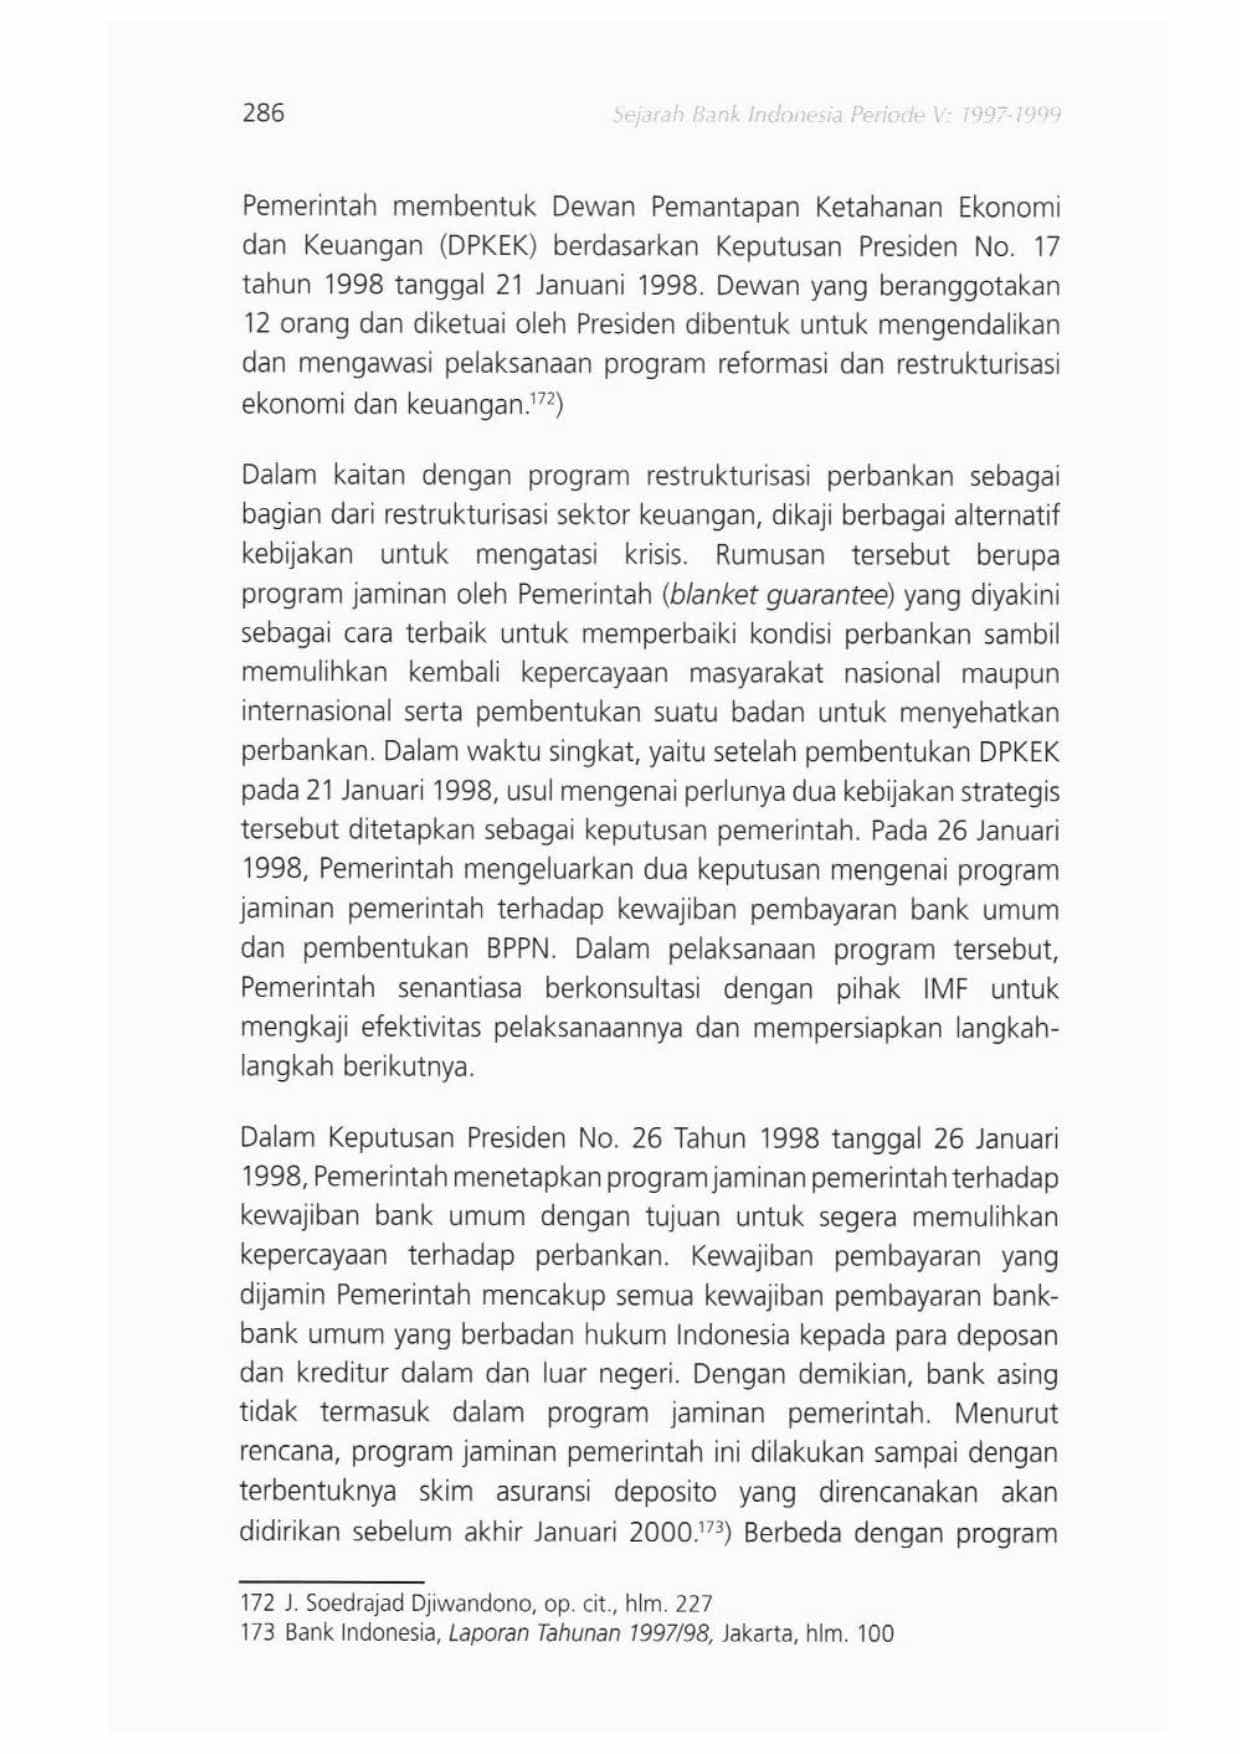 286
Sejarah Bank Indonesia Periode V: 1997-1999
Pemerintah membentuk Dewan Pemantapan Ketahanan Ekonomi
dan Keuangan (DPKEK) berdasarkan Keputusan Presiden No. 17
tahun 1998 tanggal 21 Januani 1998. Dewan yang beranggotakan
12 orang dan diketuai oleh Presiden dibentuk untuk mengendalikan
dan mengawasi pelaksanaan program reformasi dan restrukturisasi
ekonomi dan keuangan.172)
Dalam kaitan dengan program restrukturisasi perbankan sebagai
bagian dari restrukturisasi sektor keuangan, dikaji berbagai alternatif
kebijakan untuk mengatasi krisis. Rumusan tersebut berupa
program jaminan oleh Pemerintah (blanket guarantee) yang diyakini
sebagai cara terbaik untuk memperbaiki kondisi perbankan sambil
memulihkan kembali kepercayaan masyarakat nasional maupun
internasional serta pembentukan suatu badan untuk menyehatkan
perbankan. Dalam waktu singkat, yaitu setelah pembentukan DPKEK
pada 21 Januari 1998, usul mengenai perlunya dua kebijakan strategis
tersebut ditetapkan sebagai keputusan pemerintah. Pada 26 Januari
1998, Pemerintah mengeluarkan dua keputusan mengenai program
jaminan pemerintah terhadap kewajiban pembayaran bank umum
dan pembentukan BPPN. Dalam pelaksanaan program tersebut,
Pemerintah senantiasa berkonsultasi dengan pihak IMF untuk
mengkaji efektivitas pelaksanaannya dan mempersiapkan langkah-
langkah berikutnya.
Dalam Keputusan Presiden No. 26 Tahun 1998 tanggal 26 Januari
1998, Pemerintah menetapkan program jaminan pemerintah terhadap
kewajiban bank umum dengan tujuan untuk segera memulihkan
kepercayaan terhadap perbankan. Kewajiban pembayaran yang
dijamin Pemerintah mencakup semua kewajiban pembayaran bank-
bank umum yang berbadan hukum Indonesia kepada para deposan
dan kreditur dalam dan luar negeri. Dengan demikian, bank asing
tidak termasuk dalam program jaminan pemerintah. Menurut
rencana, program jaminan pemerintah ini dilakukan sampai dengan
terbentuknya skim asuransi deposito yang direncanakan akan
didirikan sebelum akhir Januari 2000.173) Berbeda dengan program
172 J. Soedrajad Djiwandono, op. cit., hlm. 227
173 Bank Indonesia, Laporan Tahunan 1997/98, Jakarta, hlm. 100